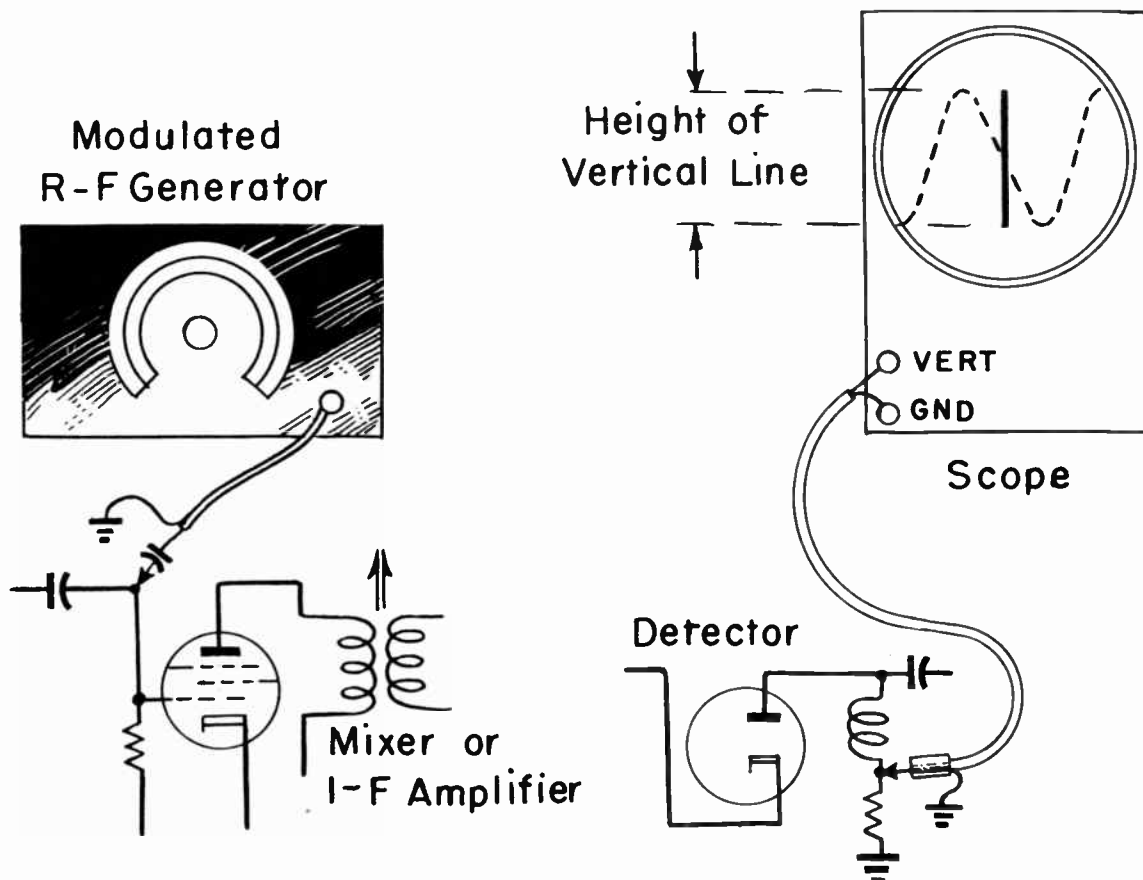 Modulated
R-F Generator
Height of
Vertical Line
VERT
GND
Scope
Detector
Mixer or
I-F Amplifier